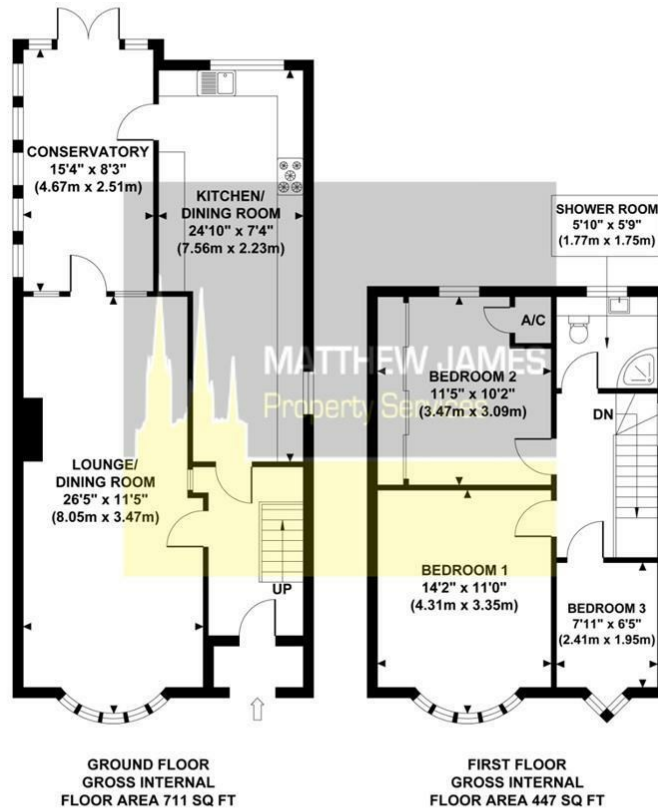 CONSERVATORY
15'4" x 8'3"
(4.67m x 2.51m)
KITCHEN/
DINING ROOM
24'10" x 7'4"
(7.56m x 2.23m)
LOUNGE/
DINING ROOM
26'5" x 11'5"
(8.05m x 3.47m)
UP
GROUND FLOOR
GROSS INTERNAL
FLOOR AREA 711 SQ FT
SHOWER ROOM
5'10" x 5'9"
(1.77m x 1.75m)
A/C
BEDROOM 2
11'5" x 10'2"
(3.47m x 3.09m)
DN
BEDROOM 1
14'2" x 11'0"
(4.31m x 3.35m)
BEDROOM 3
7'11" x 6'5"
(2.41m x 1.95m)
FIRST FLOOR
GROSS INTERNAL
FLOOR AREA 447 SQ FT
MATTHEW JAMES
Property Services